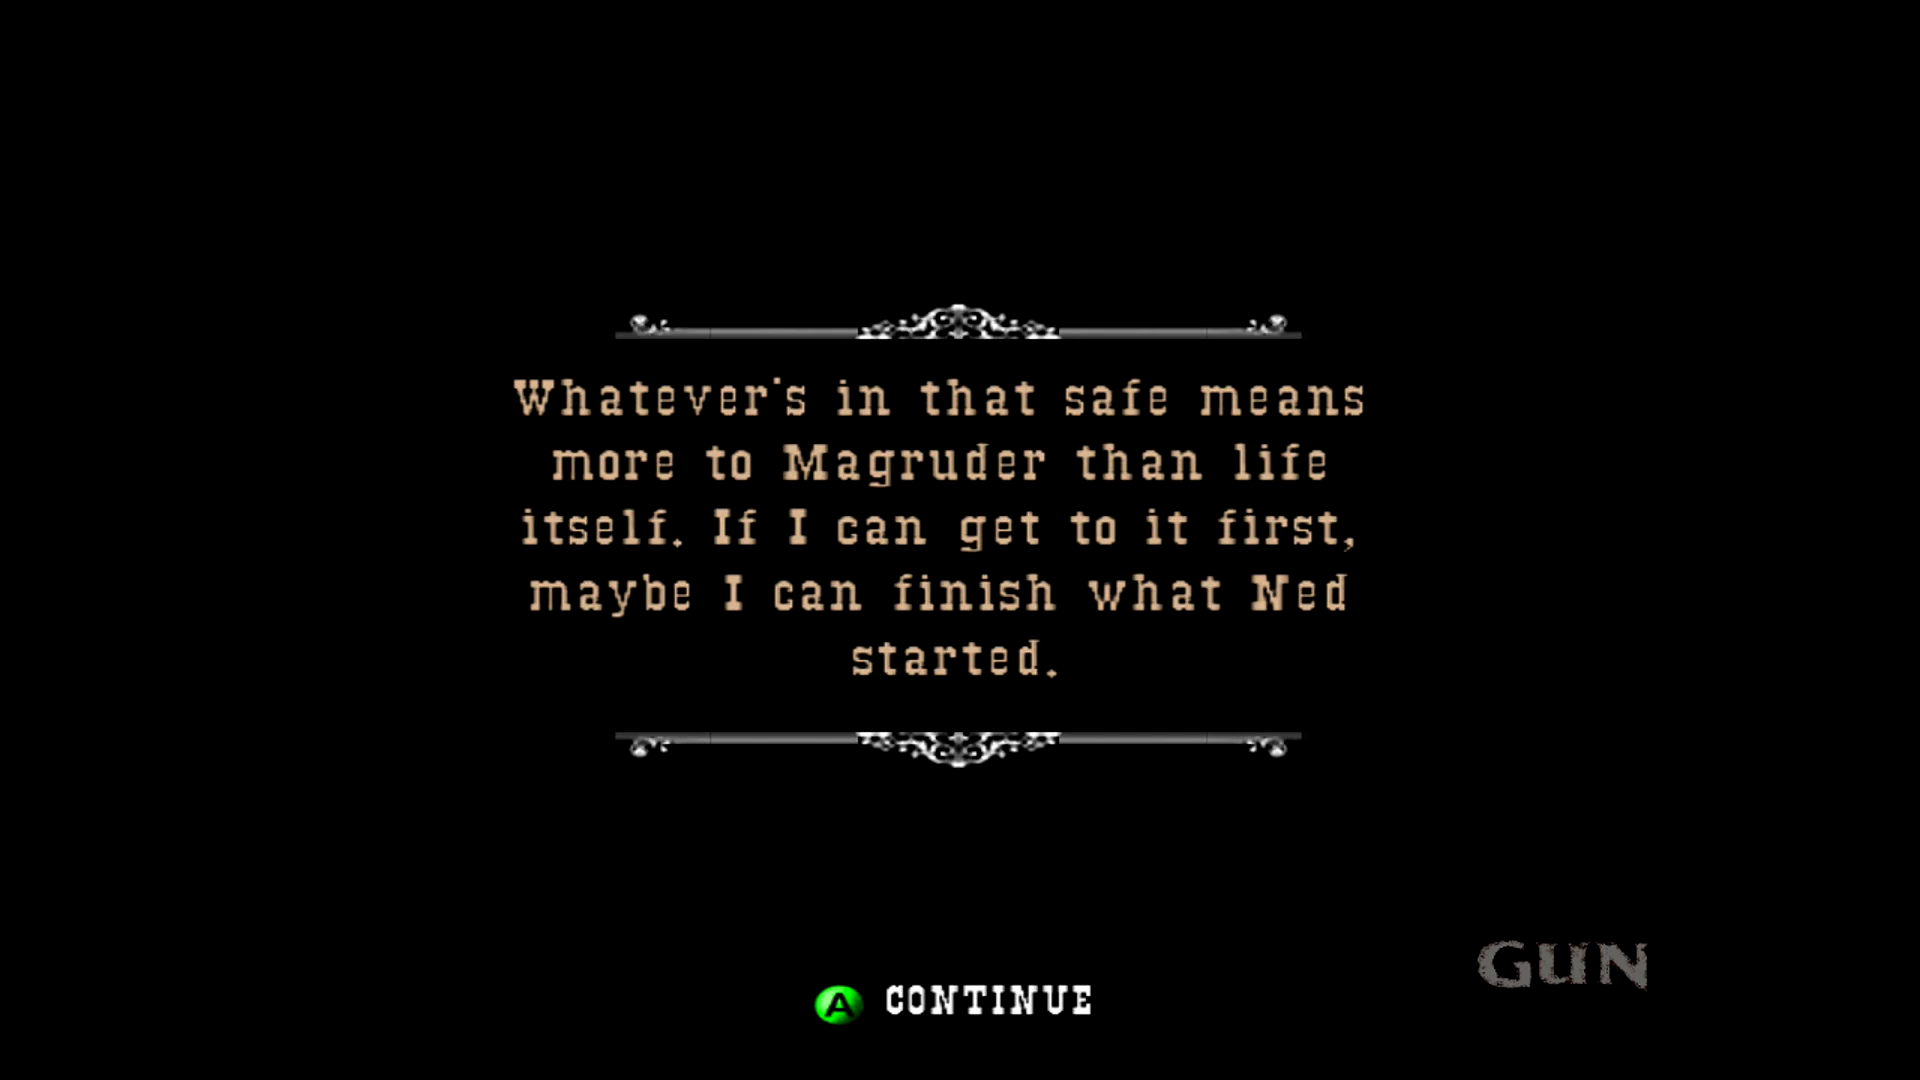 Whatever's in that safe means
more to Magruder than life
itself. If I can get to it first,
maybe I can finish what Ned
started.
A CONTINUE
GUN